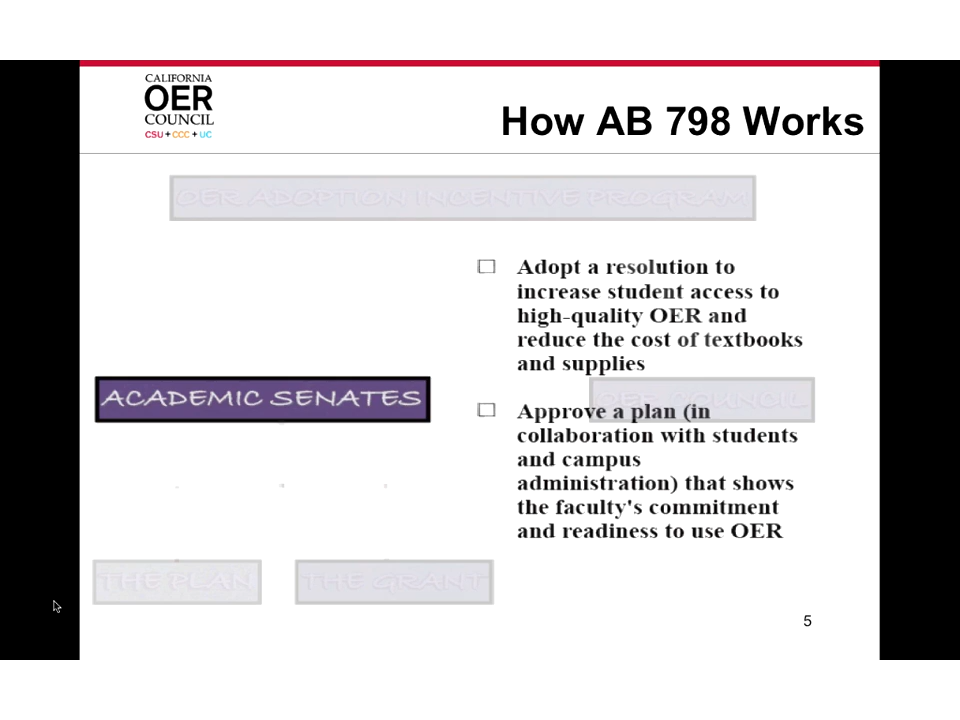 CALIFORNIA
OER
COUNCIL
CSU + CCC + UC
How AB 798 Works
OER ADOPTION INCENTIVE PROGRAM
☐ Adopt a resolution to
increase student access to
high-quality OER and
reduce the cost of textbooks
and supplies
ACADEMIC SENATES
OER COUNCIL
☐ Approve a plan (in
collaboration with students
and campus
administration) that shows
the faculty's commitment
and readiness to use OER
THE PLAN
THE GRANT
5